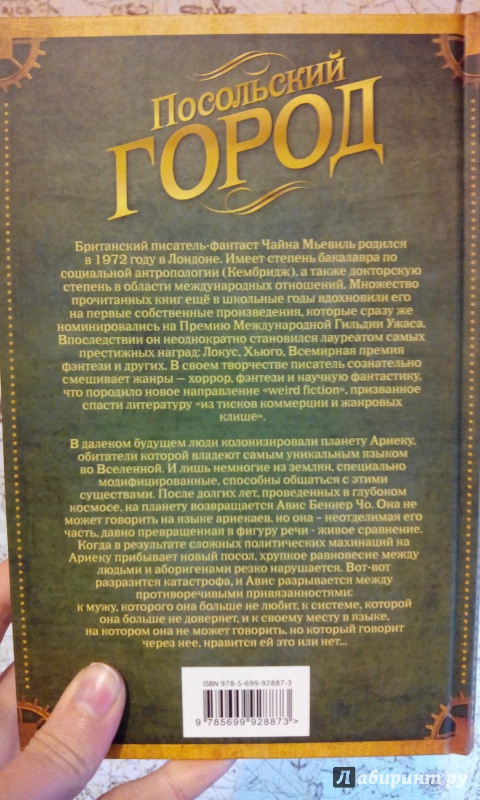 Посольский
ГОРОД
Британский писатель-фантаст Чайна Мьевиль родился
в 1972 году в Лондоне. Имеет степень бакалавра по
социальной антропологии (Кембридж), а также докторскую
степень в области международных отношений. Множество
прочитанных книг ещё в школьные годы вдохновили его
на первые собственные произведения, которые сразу же
номинировались на Премию Международной Гильдии Ужаса.
Впоследствии он неоднократно становился лауреатом самых
престижных наград: Локус, Хьюго, Всемирная премия
фэнтези и других. В своем творчестве писатель сознательно
смешивает жанры — хоррор, фэнтези и научную фантастику,
что породило новое направление «weird fiction», призванное
спасти литературу "из тисков коммерции и жанровых
клише".
В далеком будущем люди колонизировали планету Ариеку,
обитатели которой владеют самым уникальным языком
во Вселенной. И лишь немногие из землян, специально
модифицированные, способны общаться с этими
существами. После долгих лет, проведенных в глубоком
космосе, на планету возвращается Авис Беннер Чо. Она не
может говорить на языке ариекаев, но она - неотделимая его
часть, давно превращенная в фигуру речи - живое сравнение.
Когда в результате сложных политических махинаций на
Ариеку прибывает новый посол, хрупкое равновесие между
людьми и аборигенами резко нарушается. Вот-вот
разразится катастрофа, и Авис разрывается между
противоречивыми привязанностями:
к мужу, которого она больше не любит, к системе, которой
она больше не доверяет, и к своему месту в языке,
на котором она не может говорить, но который говорит
через нее, нравится ей это или нет...
ISBN 978-5-699-92887-3
9 785699 928873>
Лабиринт.ру